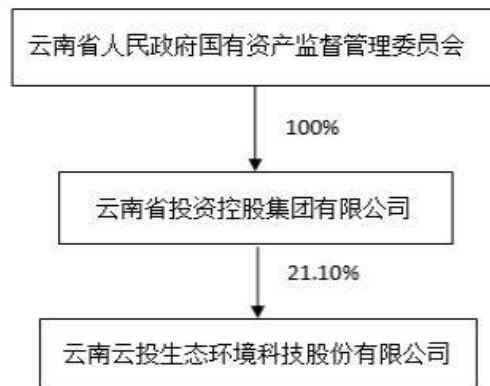 云南省人民政府国有资产监督管理委员会
100%
云南省投资控股集团有限公司
21.10%
云南云投生态环境科技股份有限公司